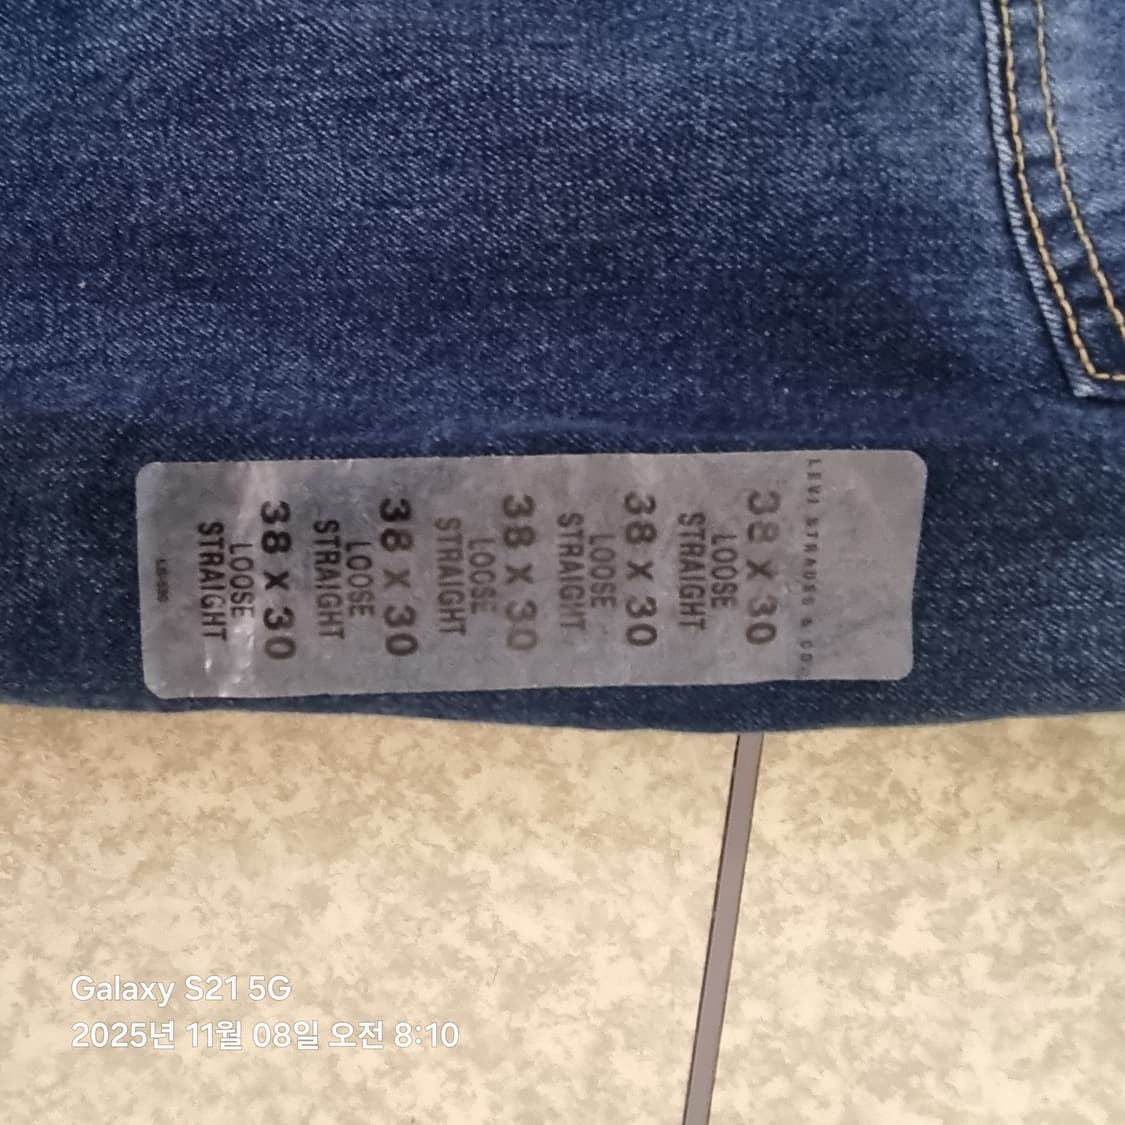 LEVI STRAUSS & CO.
38 X 30
LOOSE
STRAIGHT
38 X 30
LOOSE
STRAIGHT
38 X 30
LOOSE
STRAIGHT
38 X 30
LOOSE
STRAIGHT
38 X 30
LOOSE
STRAIGHT
Galaxy S21 5G
2025년 11월 08일 오전 8:10